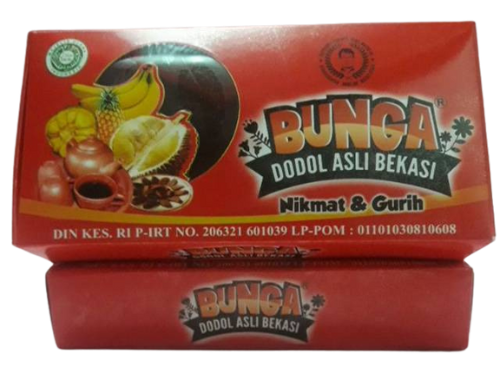 BUNGA®
DODOL ASLI BEKASI
Nikmat & Gurih
DIN KES. RI P-IRT NO. 206321 601039 LP-POM : 01101030810608
BUNGA
DODOL ASLI BEKASI